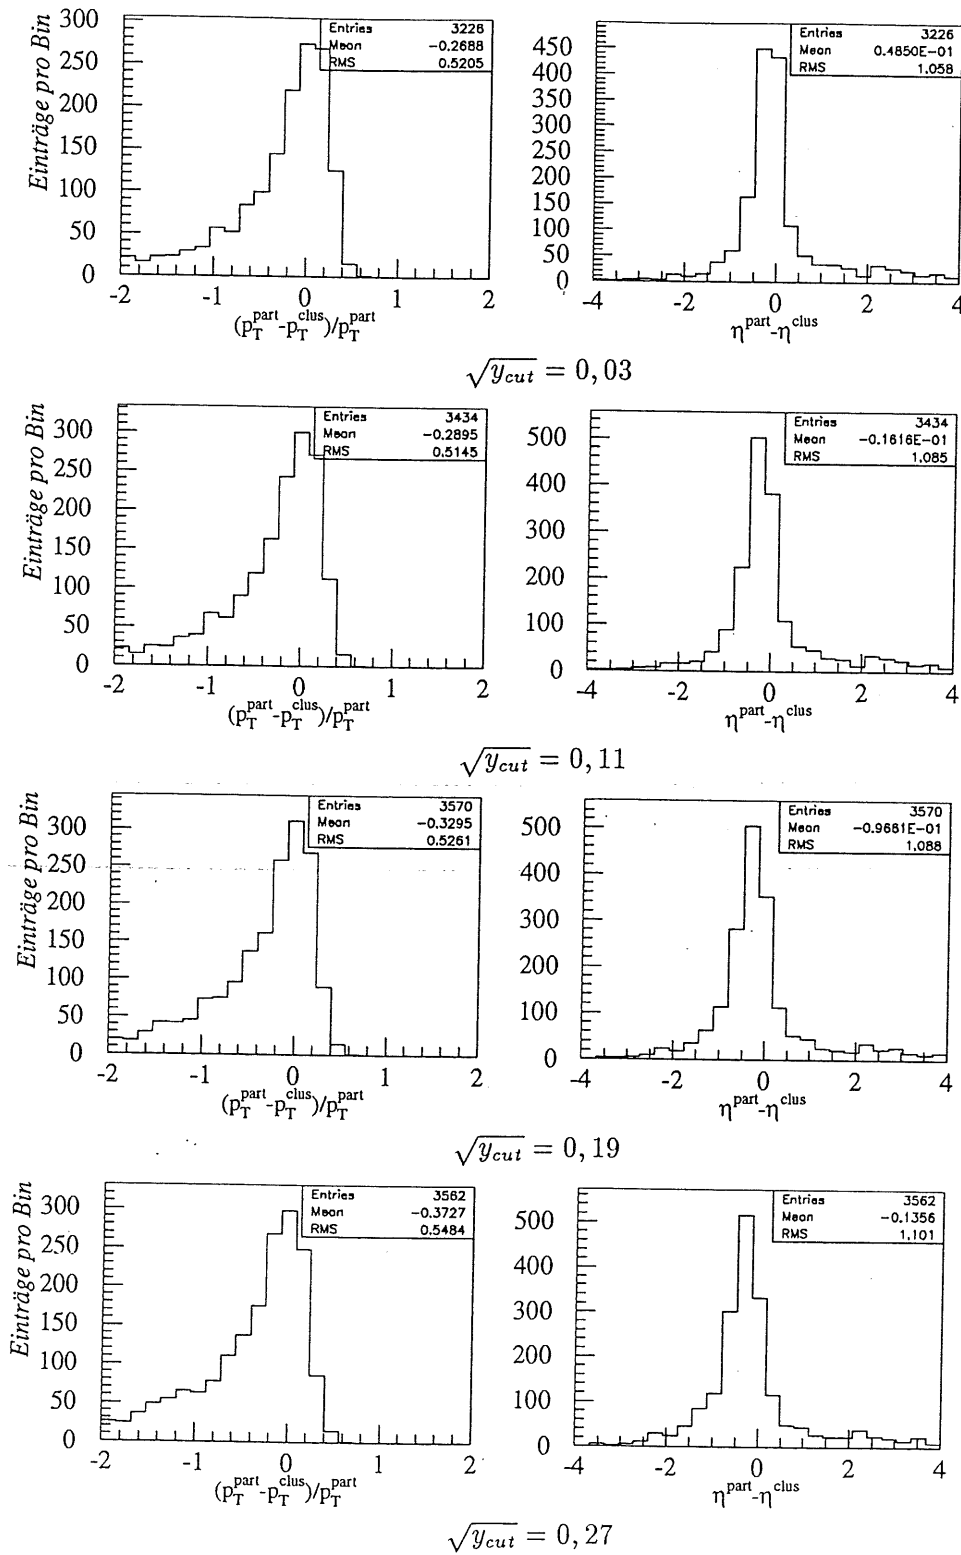 Einträge pro Bin
300
250
200
150
100
50
0
-2 -1 0 1 2
(p_T^part-p_T^clus)/p_T^part
Entries 3226
Mean -0.2688
RMS 0.5205
450
400
350
300
250
200
150
100
50
0
-4 -2 0 2 4
η^part-η^clus
Entries 3226
Mean 0.4850E-01
RMS 1.058
√y_cut = 0,03
Einträge pro Bin
300
250
200
150
100
50
0
-2 -1 0 1 2
(p_T^part-p_T^clus)/p_T^part
Entries 3434
Mean -0.2895
RMS 0.5145
500
400
300
200
100
0
-4 -2 0 2 4
η^part-η^clus
Entries 3434
Mean -0.1616E-01
RMS 1.085
√y_cut = 0,11
Einträge pro Bin
300
250
200
150
100
50
0
-2 -1 0 1 2
(p_T^part-p_T^clus)/p_T^part
Entries 3570
Mean -0.3295
RMS 0.5261
500
400
300
200
100
0
-4 -2 0 2 4
η^part-η^clus
Entries 3570
Mean -0.9681E-01
RMS 1.088
√y_cut = 0,19
Einträge pro Bin
300
250
200
150
100
50
0
-2 -1 0 1 2
(p_T^part-p_T^clus)/p_T^part
Entries 3562
Mean -0.3727
RMS 0.5484
500
400
300
200
100
0
-4 -2 0 2 4
η^part-η^clus
Entries 3562
Mean -0.1356
RMS 1.101
√y_cut = 0,27